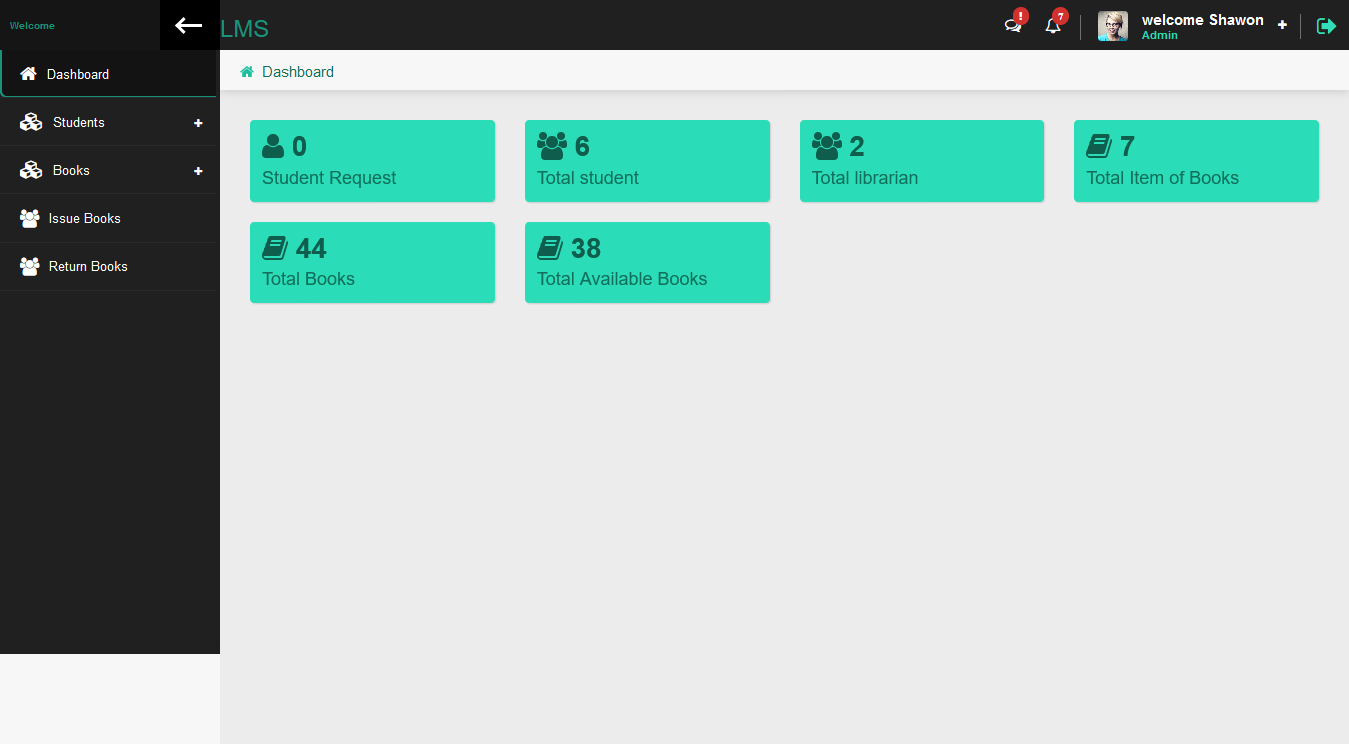 Welcome
LMS
!
7
welcome Shawon
Admin
Dashboard
Students
Books
Issue Books
Return Books
Dashboard
0
Student Request
6
Total student
2
Total librarian
7
Total Item of Books
44
Total Books
38
Total Available Books